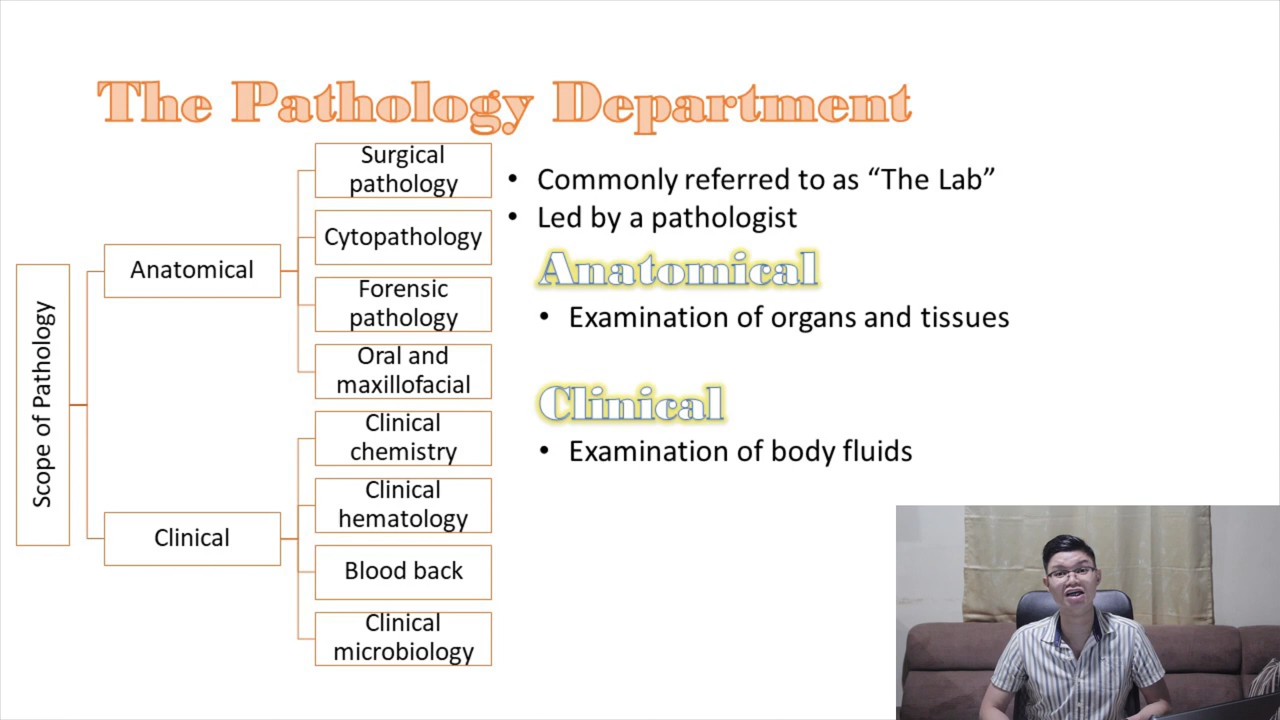 The Pathology Department
Scope of Pathology
Anatomical
Surgical
pathology
Cytopathology
Forensic
pathology
Oral and
maxillofacial
Clinical
Clinical
chemistry
Clinical
hematology
Blood back
Clinical
microbiology
• Commonly referred to as “The Lab”
• Led by a pathologist
Anatomical
• Examination of organs and tissues
Clinical
• Examination of body fluids